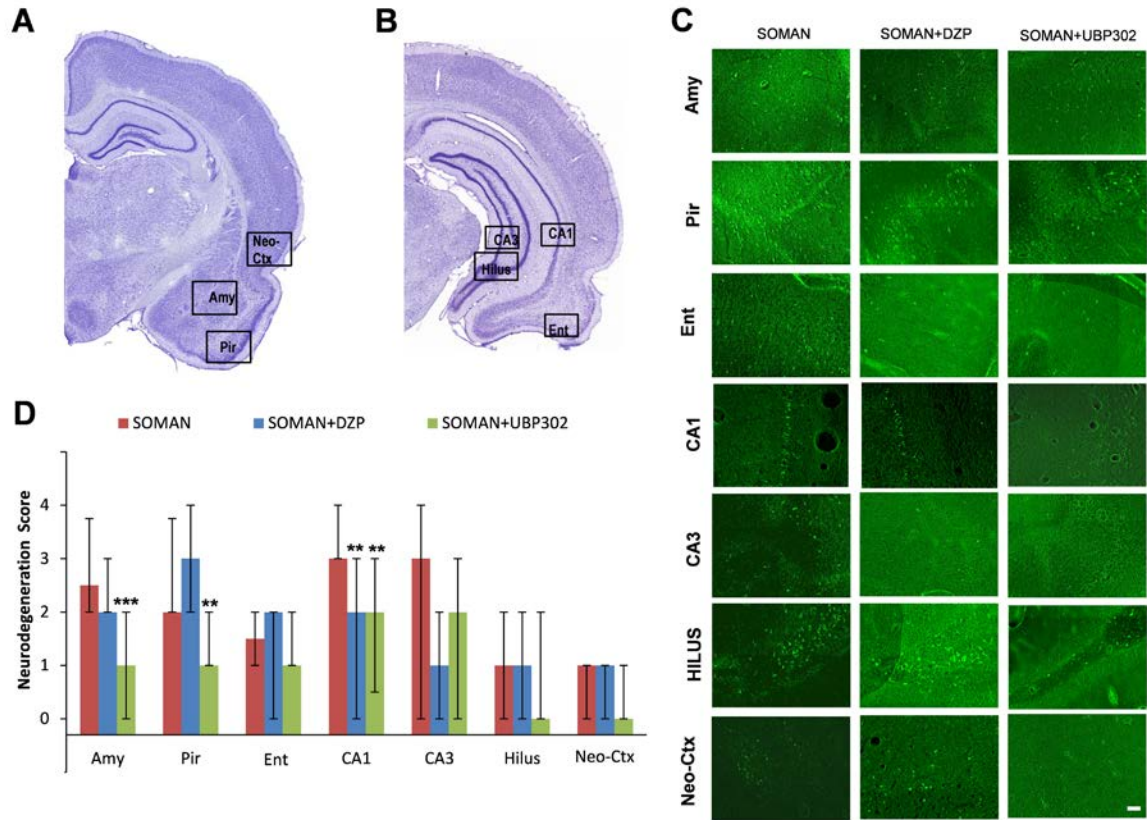 A
B
Neo-
Ctx
Amy
Pir
CA3
CA1
Hilus
Ent
C
SOMAN
SOMAN+DZP
SOMAN+UBP302
Amy
Pir
Ent
CA1
CA3
HILUS
Neo-Ctx
D
SOMAN
SOMAN+DZP
SOMAN+UBP302
Neurodegeneration Score
4
3
2
1
0
***
**
**
**
Amy
Pir
Ent
CA1
CA3
Hilus
Neo-Ctx